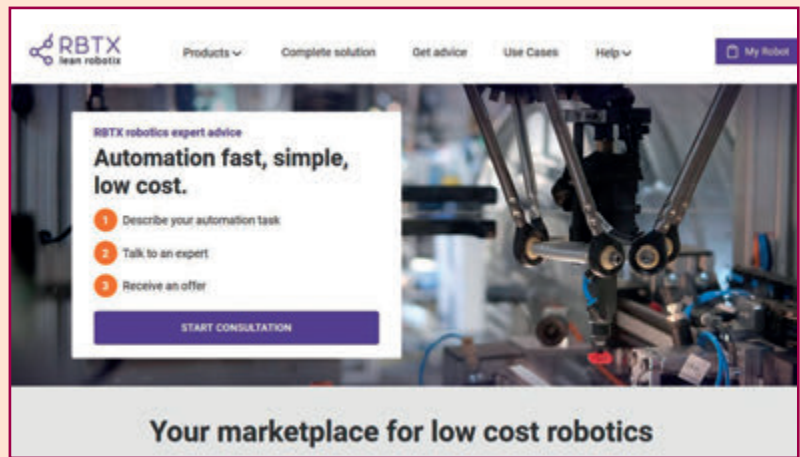 RBTX
lean robotix
Products
Complete solution
Get advice
Use Cases
Help
My Robot
RBTX robotics expert advice
Automation fast, simple,
low cost.
1 Describe your automation task
2 Talk to an expert
3 Receive an offer
START CONSULTATION
Your marketplace for low cost robotics